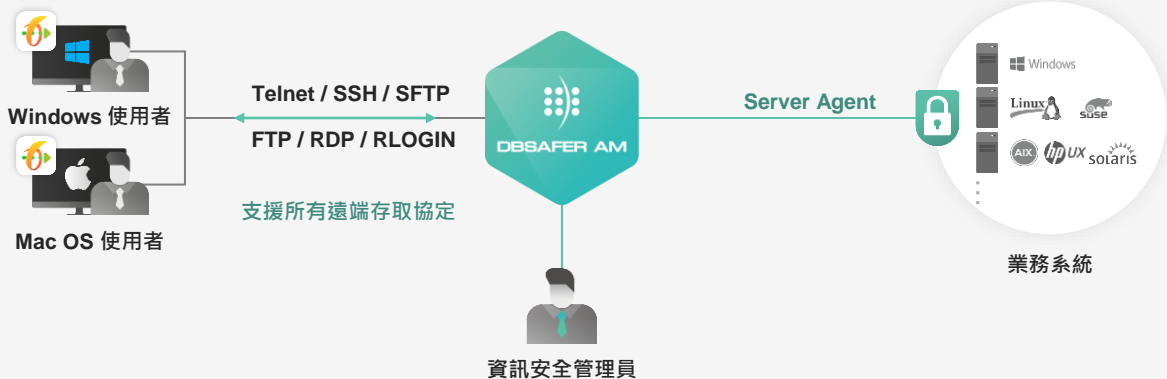 Windows 使用者
Mac OS 使用者
Telnet / SSH / SFTP
FTP / RDP / RLOGIN
支援所有遠端存取協定
DBSAFER AM
資訊安全管理員
Server Agent
Windows
Linux
SUSE
AIX
hp UX
solaris
業務系統